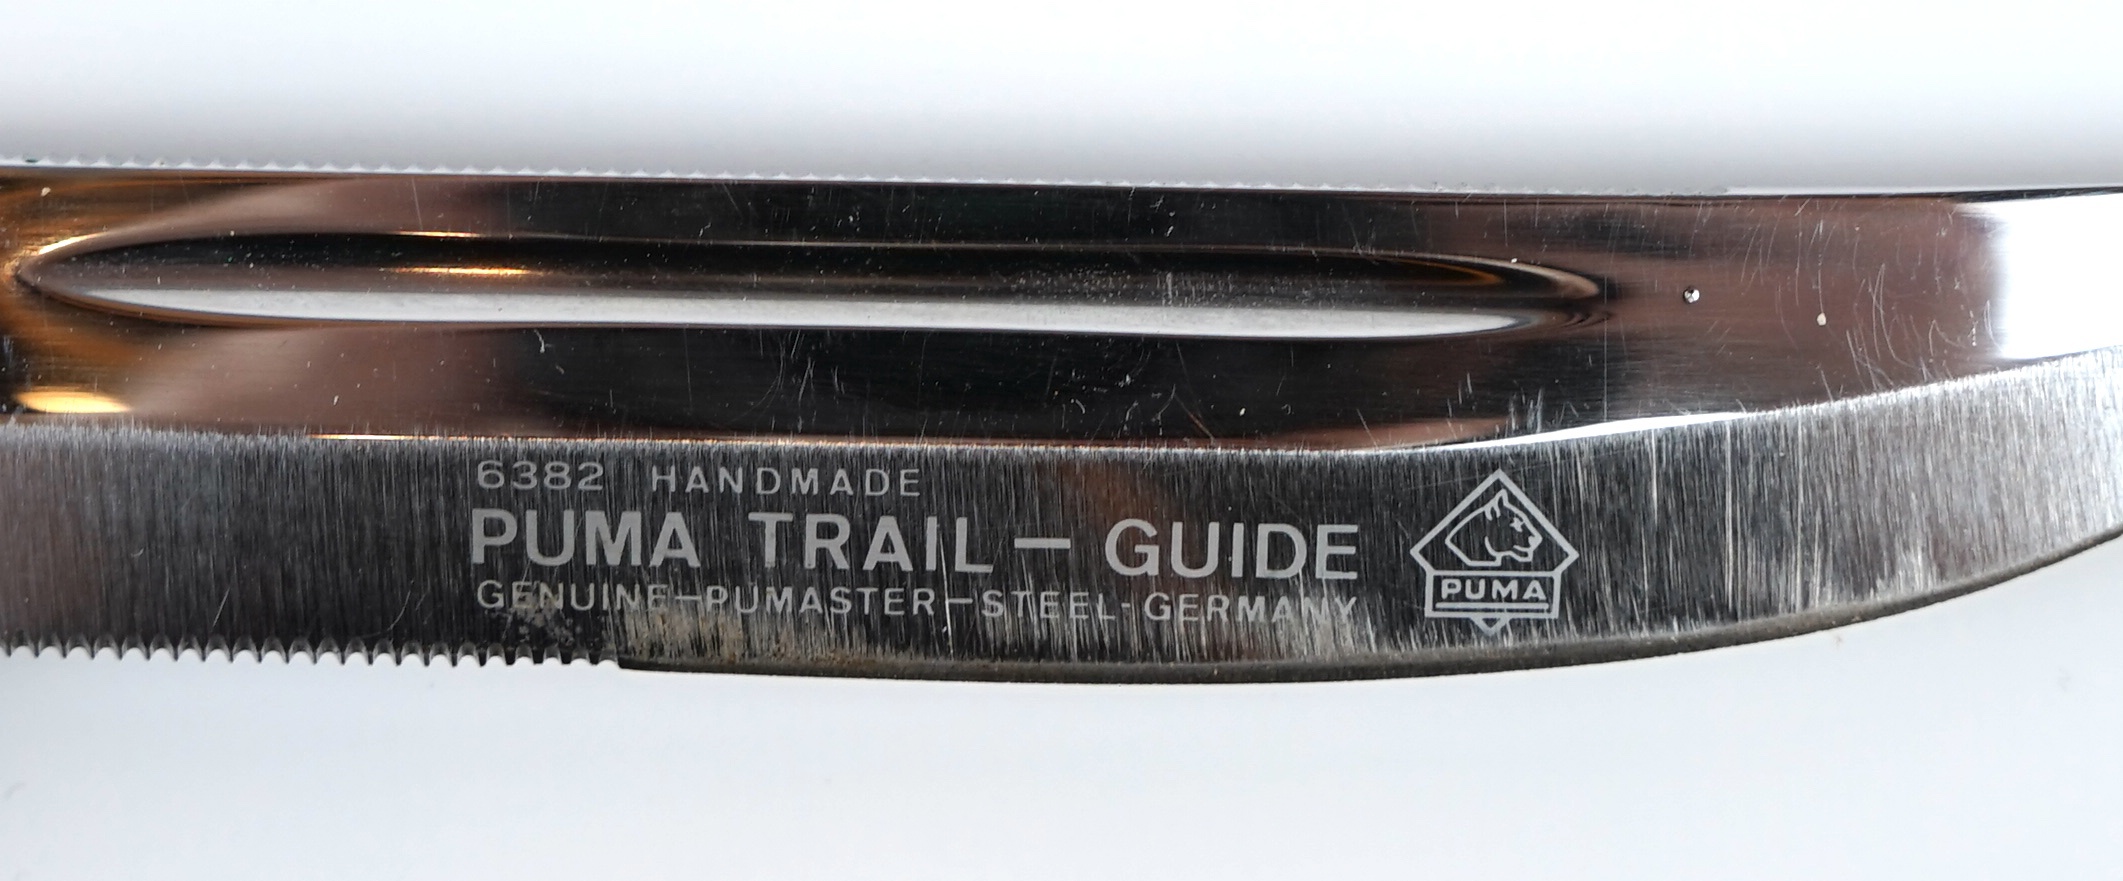 6382 HANDMADE
PUMA TRAIL – GUIDE
GENUINE–PUMASTER–STEEL-GERMANY
PUMA